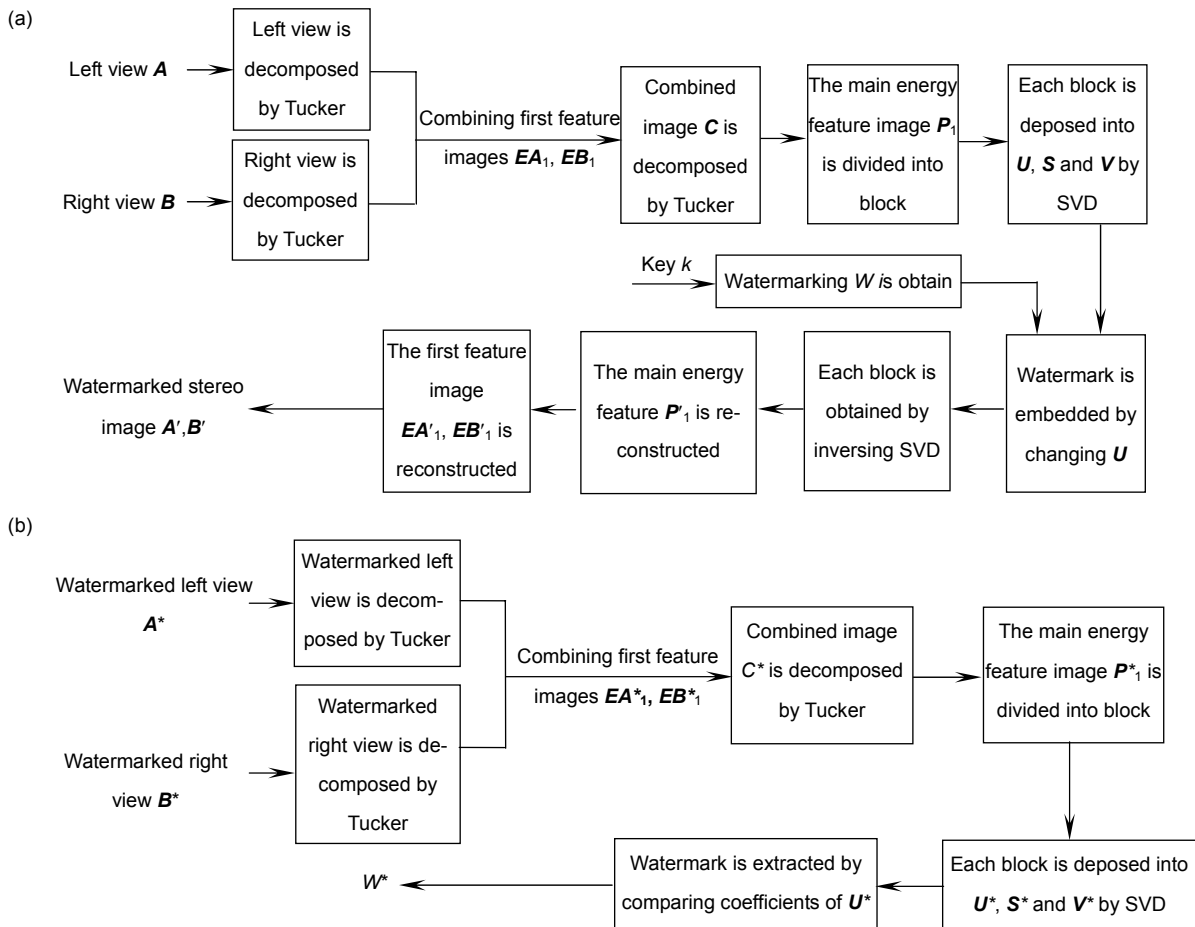 (a)
Left view A
Left view is
decomposed
by Tucker
Right view B
Right view is
decomposed
by Tucker
Combining first feature
images EA1, EB1
Combined
image C is
decomposed
by Tucker
The main energy
feature image P1
is divided into
block
Each block is
deposed into
U, S and V by
SVD
Key k
Watermarking W is obtain
Watermark is
embedded by
changing U
Each block is
obtained by
inversing SVD
The main energy
feature P'1 is re-
constructed
The first feature
image
EA'1, EB'1 is
reconstructed
Watermarked stereo
image A',B'
(b)
Watermarked left view
A*
Watermarked left
view is decom-
posed by Tucker
Watermarked right
view B*
Watermarked
right view is de-
composed by
Tucker
Combining first feature
images EA*1, EB*1
Combined image
C* is decomposed
by Tucker
The main energy
feature image P*1 is
divided into block
Each block is deposed into
U*, S* and V* by SVD
Watermark is extracted by
comparing coefficients of U*
W*